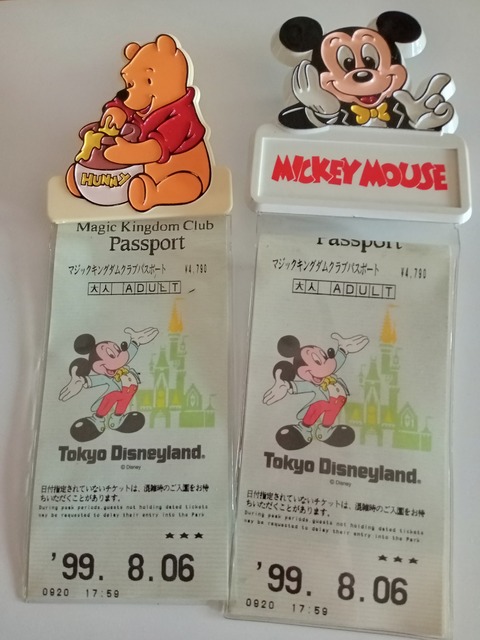 HUNNY
Magic Kingdom Club
Passport
マジックキングダムクラブパスポート ¥4,790
大人 ADULT
Tokyo Disneyland®
© Disney
日付指定されていないチケットは、混雑時のご入園をお待
ちいただくことがあります。
During peak periods, guests not holding dated tickets
may be requested to delay their entry into the Park
★★★
'99. 8.06
0920 17:59
MICKEY MOUSE
Passport
マジックキングダムクラブパスポート ¥4,790
大人 ADULT
Tokyo Disneyland®
© Disney
日付指定されていないチケットは、混雑時のご入園をお待
ちいただくことがあります。
During peak periods, guests not holding dated tickets
may be requested to delay their entry into the Park
★★★
'99. 8.06
0920 17:59